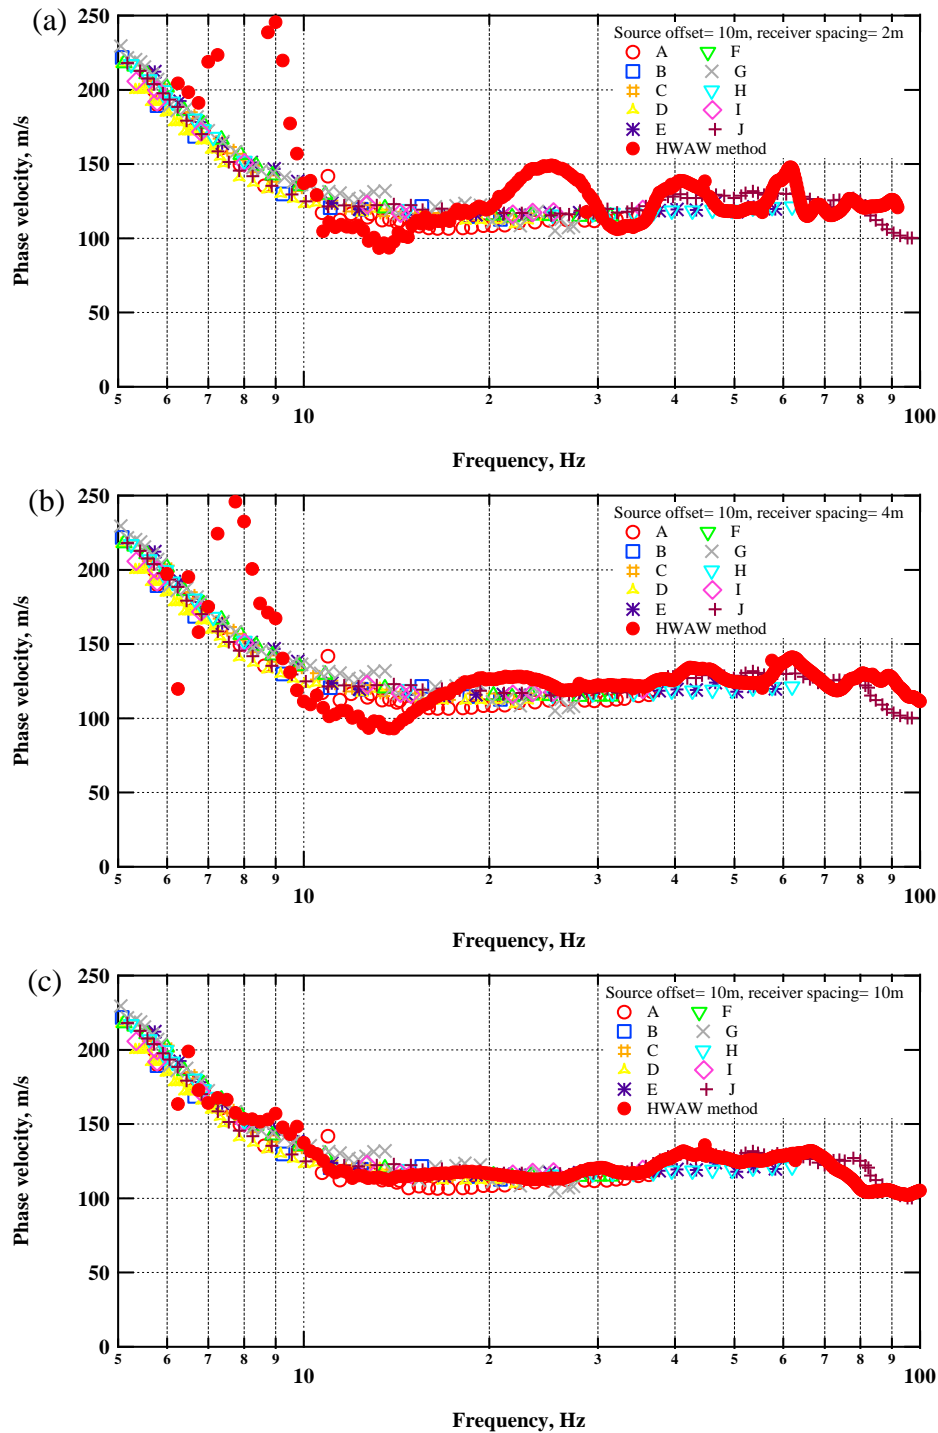 (a)
250
200
150
100
50
0
Phase velocity, m/s
Source offset= 10m, receiver spacing= 2m
A F
B G
C H
D I
E J
HWAW method
5 6 7 8 9 2 3 4 5 6 7 8 9
10 100
Frequency, Hz
(b)
250
200
150
100
50
0
Phase velocity, m/s
Source offset= 10m, receiver spacing= 4m
A F
B G
C H
D I
E J
HWAW method
5 6 7 8 9 2 3 4 5 6 7 8 9
10 100
Frequency, Hz
(c)
250
200
150
100
50
0
Phase velocity, m/s
Source offset= 10m, receiver spacing= 10m
A F
B G
C H
D I
E J
HWAW method
5 6 7 8 9 2 3 4 5 6 7 8 9
10 100
Frequency, Hz